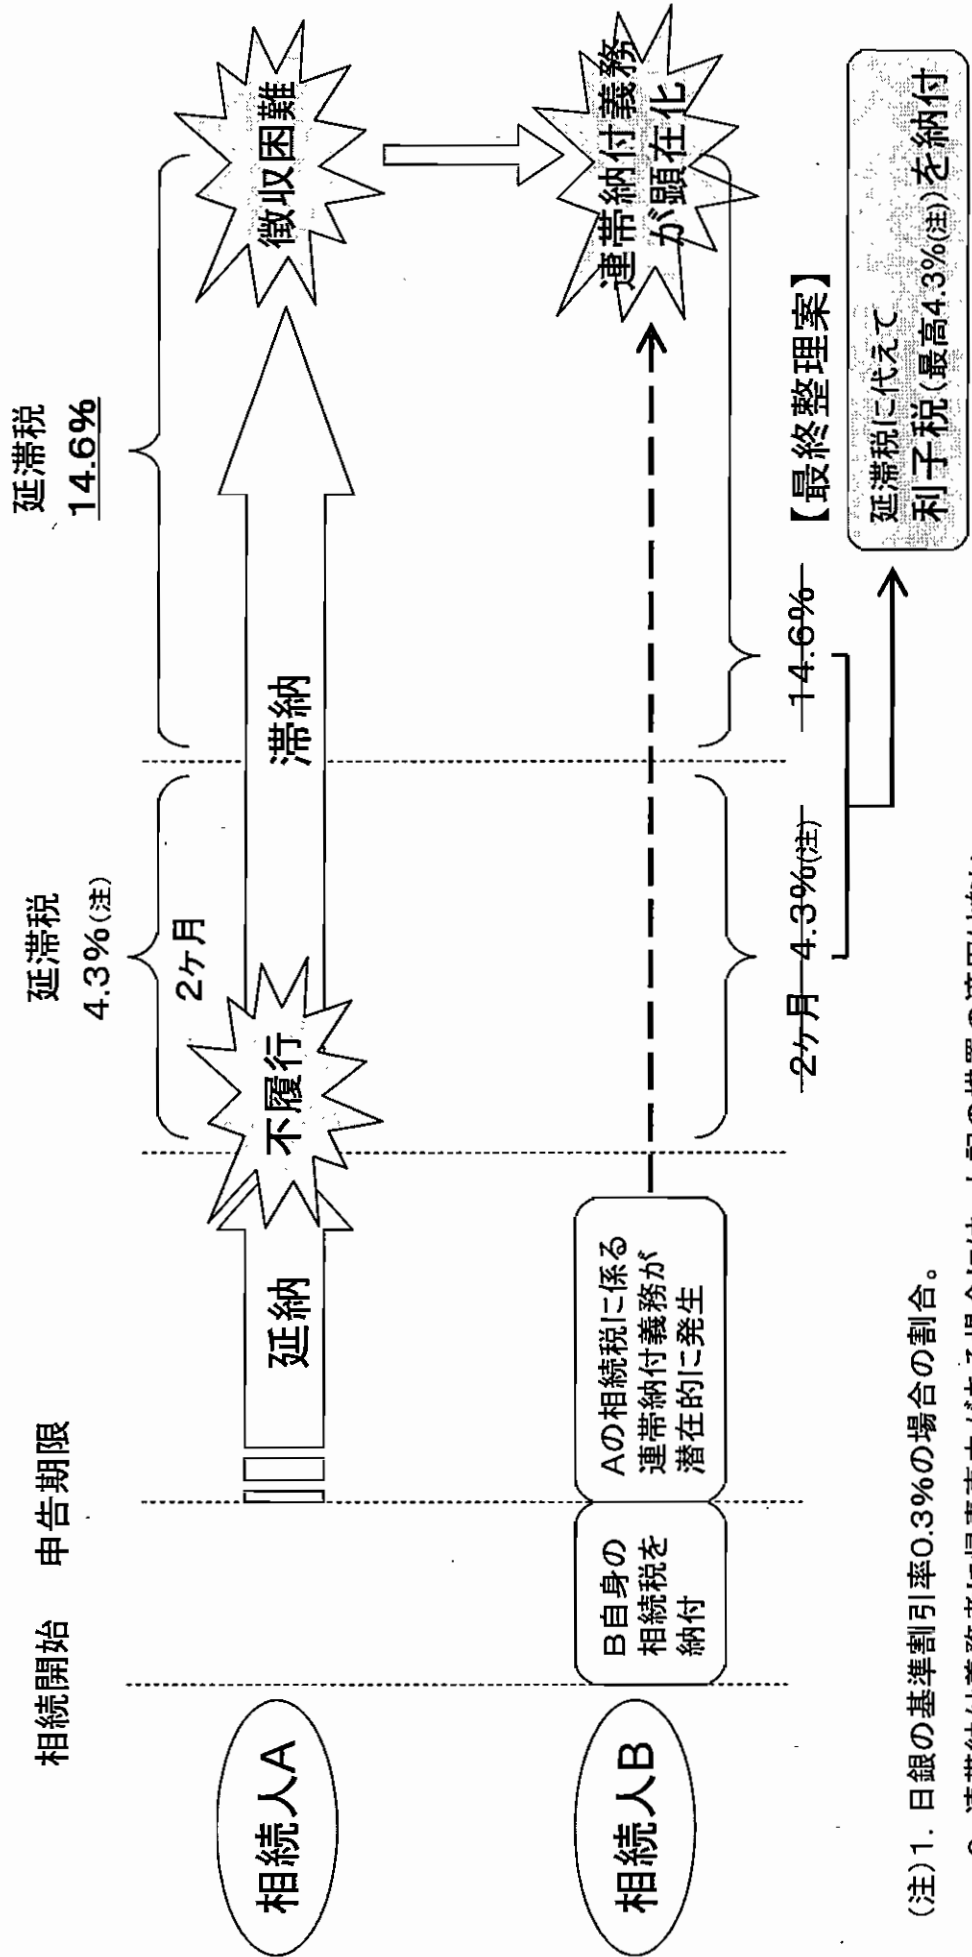 相続開始　申告期限
延滞税
4.3%(注)
2ヶ月
延滞税
14.6%
相続人A
延納
不履行
滞納
徴収困難
相続人B
B自身の
相続税を
納付
Aの相続税に係る
連帯納付義務が
潜在的に発生
連帯納付義務
が顕在化
2ヶ月　4.3%(注)
14.6%
【最終整理案】
延滞税に代えて
利子税(最高4.3%(注))を納付
(注)1．日銀の基準割引率0.3%の場合の割合。